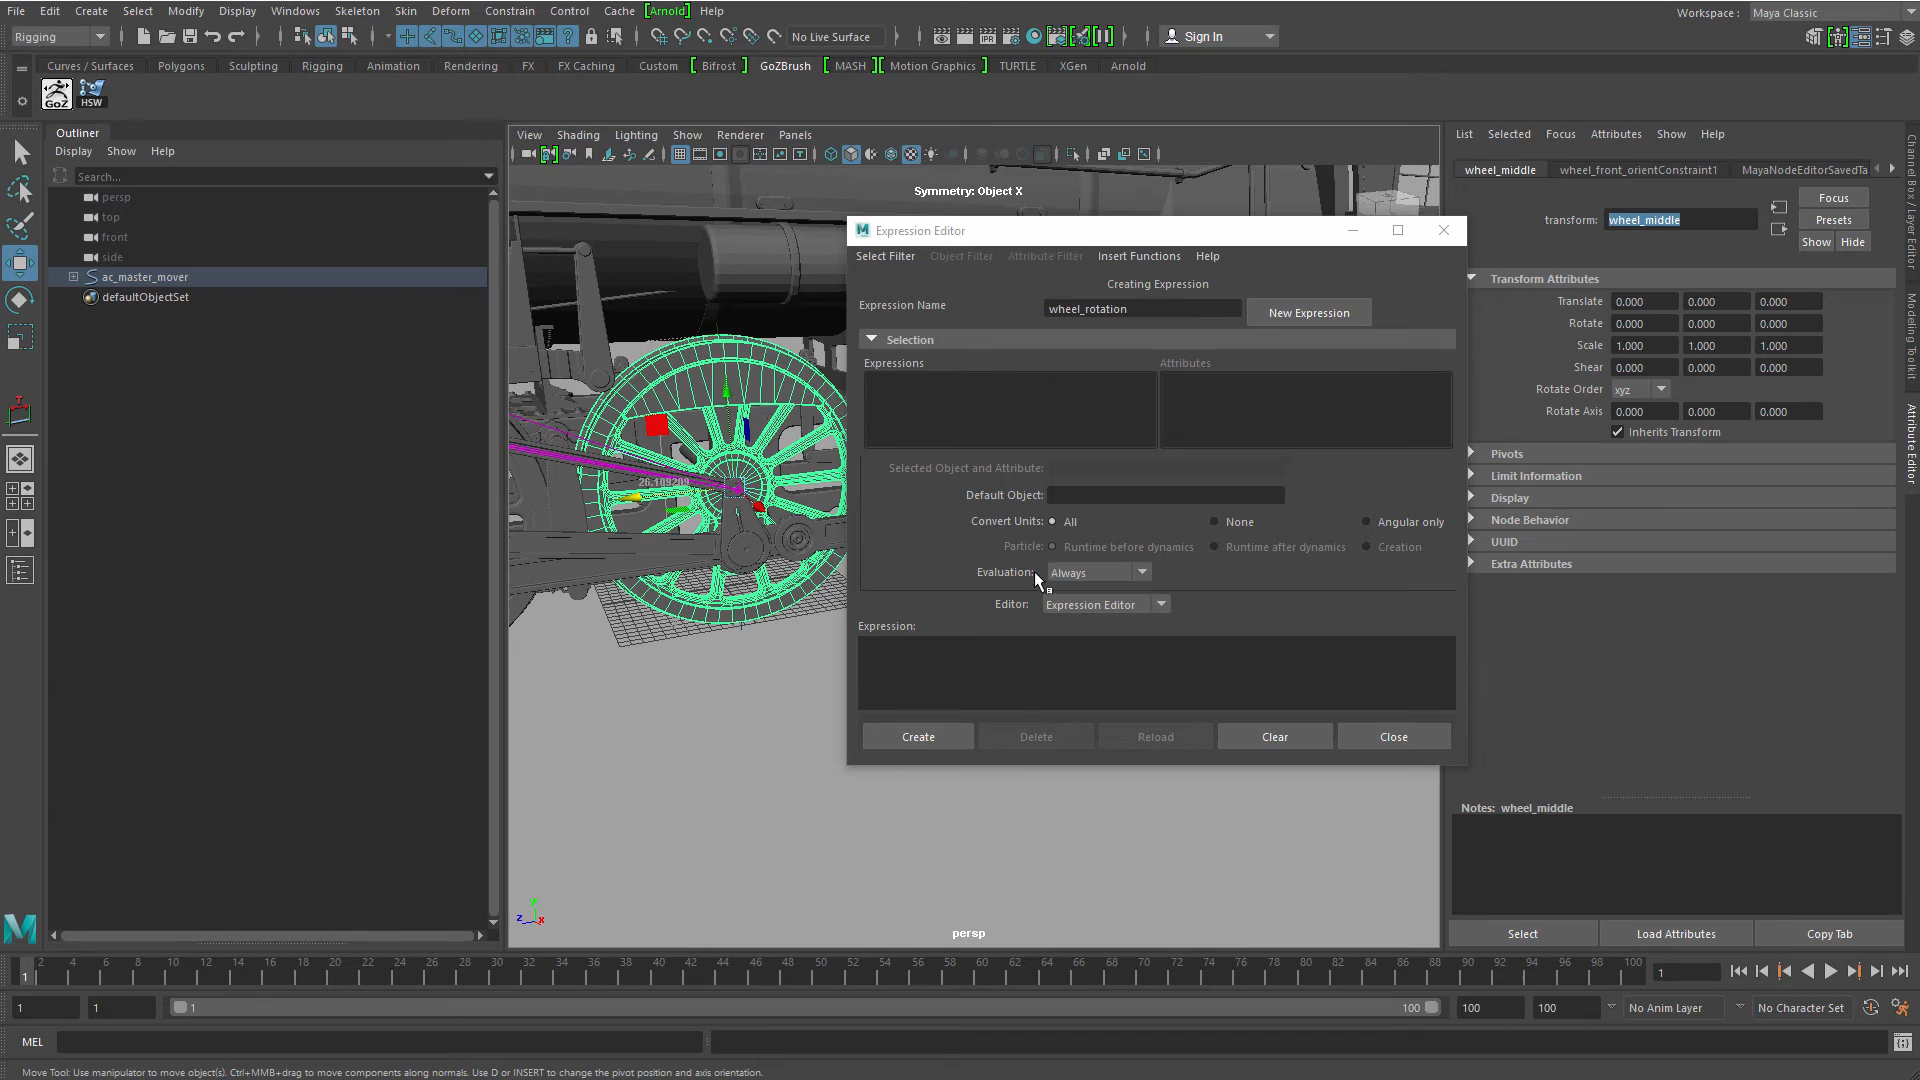 File Edit Create Select Modify Display Windows Skeleton Skin Deform Constrain Control Cache [Arnold] Help
Workspace : Maya Classic
Rigging
No Live Surface
Sign In
Curves / Surfaces Polygons Sculpting Rigging Animation Rendering FX FX Caching Custom [ Bifrost ] GoZBrush [ MASH ][ Motion Graphics ] TURTLE XGen Arnold
GoZ
HSW
Outliner
Display Show Help
Search...
persp
top
front
side
ac_master_mover
defaultObjectSet
View Shading Lighting Show Renderer Panels
Symmetry: Object X
26.109209
persp
Expression Editor
Select Filter Object Filter Attribute Filter Insert Functions Help
Creating Expression
Expression Name wheel_rotation New Expression
Selection
Expressions Attributes
Selected Object and Attribute:
Default Object:
Convert Units: All None Angular only
Particle: Runtime before dynamics Runtime after dynamics Creation
Evaluation: Always
Editor: Expression Editor
Expression:
Create Delete Reload Clear Close
List Selected Focus Attributes Show Help
wheel_middle wheel_front_orientConstraint1 MayaNodeEditorSavedTa
transform: wheel_middle
Focus
Presets
Show Hide
Transform Attributes
Translate 0.000 0.000 0.000
Rotate 0.000 0.000 0.000
Scale 1.000 1.000 1.000
Shear 0.000 0.000 0.000
Rotate Order xyz
Rotate Axis 0.000 0.000 0.000
Inherits Transform
Pivots
Limit Information
Display
Node Behavior
UUID
Extra Attributes
Notes: wheel_middle
Select Load Attributes Copy Tab
Channel Box / Layer Editor
Modeling Toolkit
Attribute Editor
y
z x
2 4 6 8 10 12 14 16 18 20 22 24 26 28 30 32 34 36 38 40 42 44 46 48 50 52 54 56 58 60 62 64 66 68 70 72 74 76 78 80 82 84 86 88 90 92 94 96 98 100
1
1
1 1 1 100 100 100 No Anim Layer No Character Set
MEL
Move Tool: Use manipulator to move object(s). Ctrl+MMB+drag to move components along normals. Use D or INSERT to change the pivot position and axis orientation.